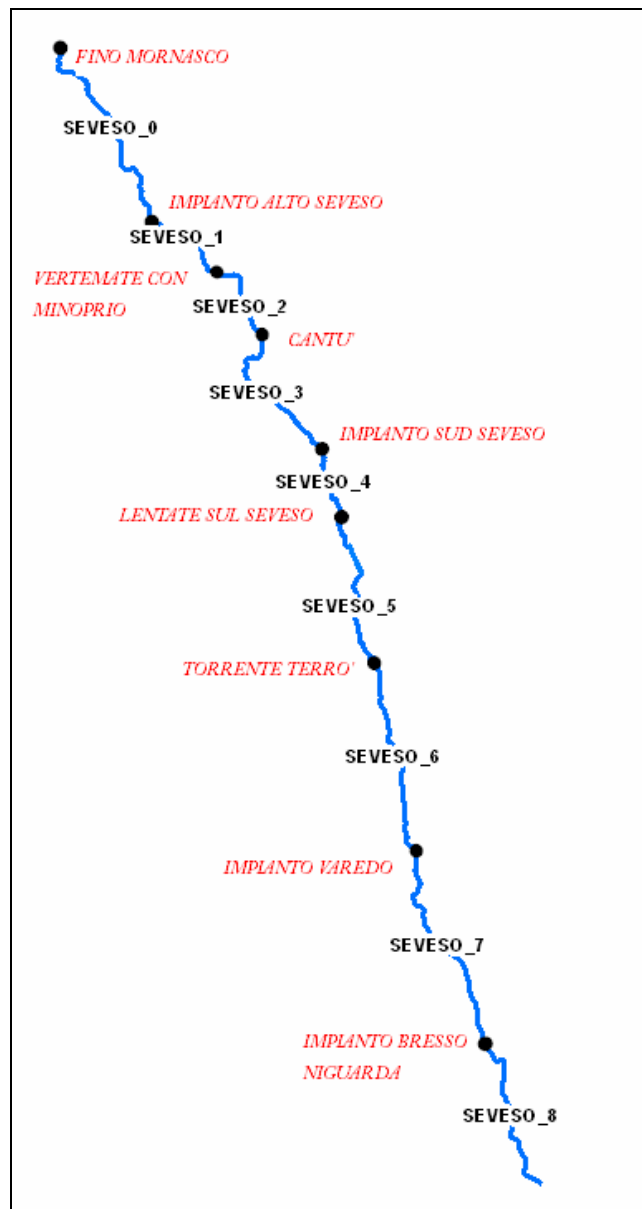 FINO MORNASCO
SEVESO_0
IMPIANTO ALTO SEVESO
SEVESO_1
VERTEMATE CON
MINOPRIO
SEVESO_2
CANTU'
SEVESO_3
IMPIANTO SUD SEVESO
SEVESO_4
LENTATE SUL SEVESO
SEVESO_5
TORRENTE TERRO'
SEVESO_6
IMPIANTO VAREDO
SEVESO_7
IMPIANTO BRESSO
NIGUARDA
SEVESO_8